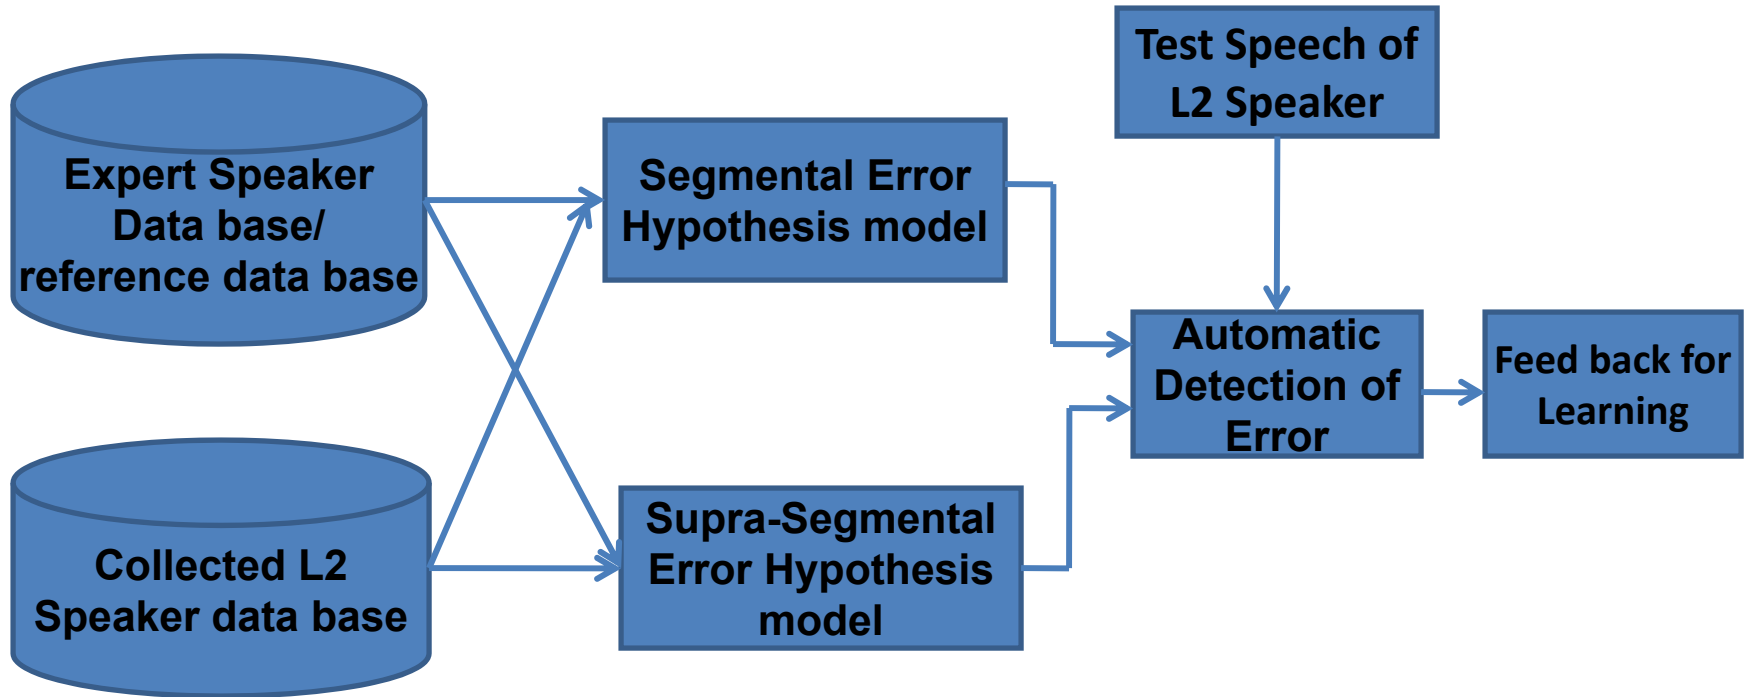 Expert Speaker
Data base/
reference data base
Collected L2
Speaker data base
Segmental Error
Hypothesis model
Supra-Segmental
Error Hypothesis
model
Test Speech of
L2 Speaker
Automatic
Detection of
Error
Feed back for
Learning